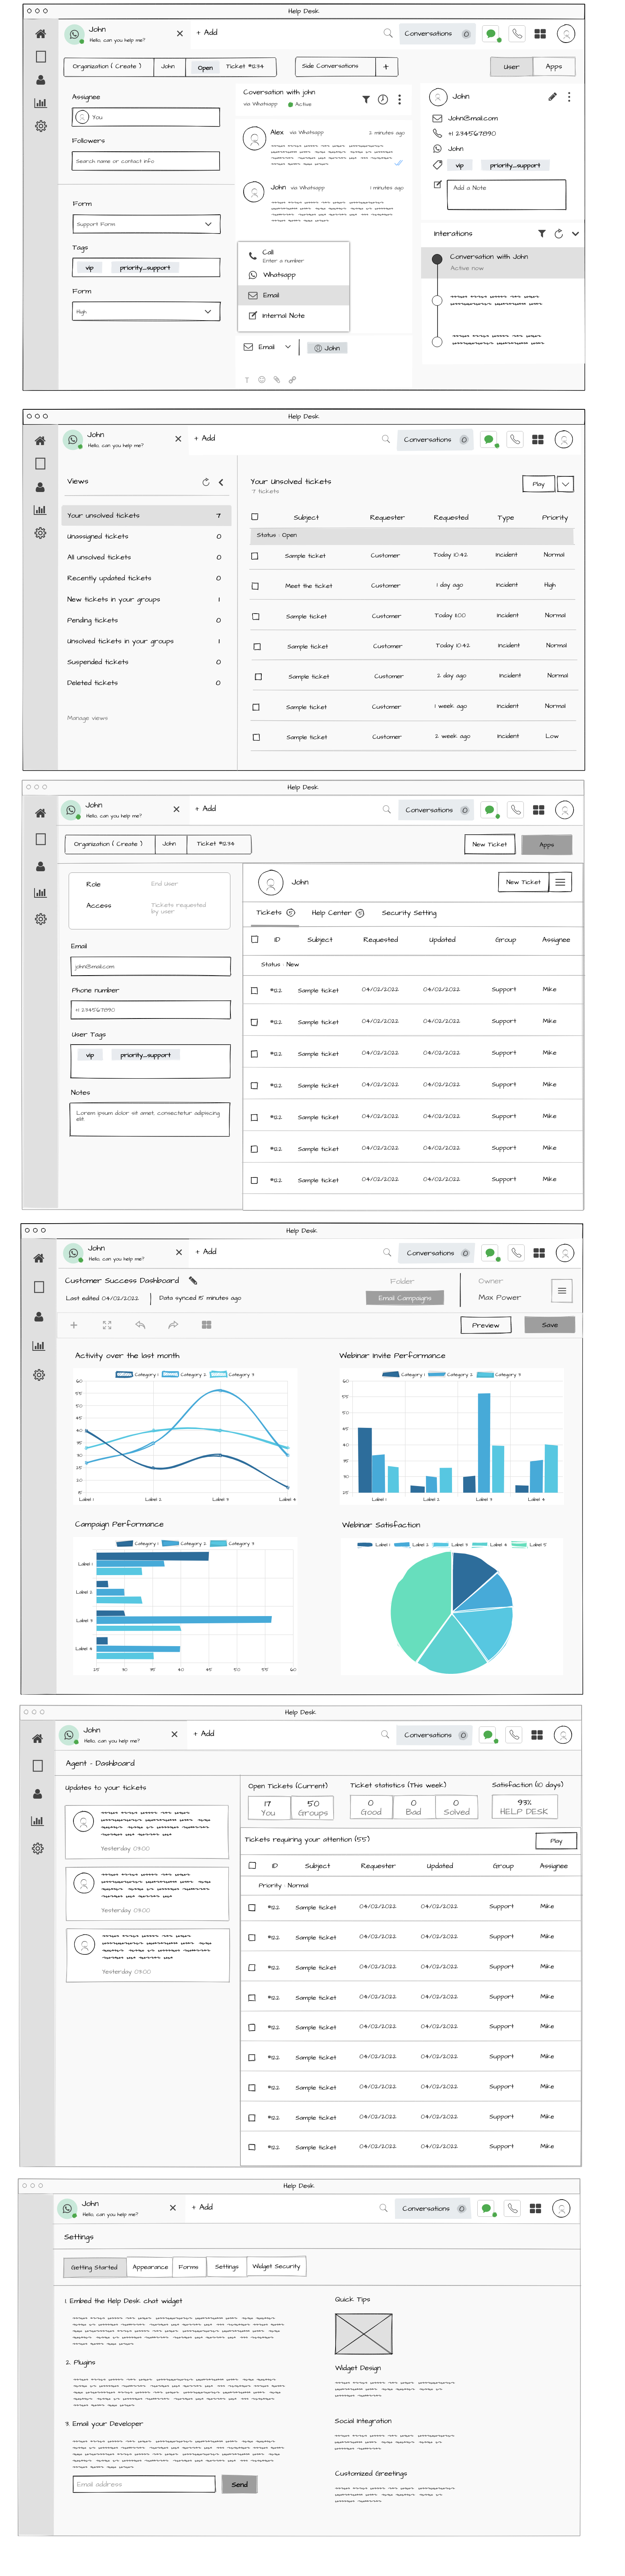 Help Desk
John
Hello, can you help me?
+ Add
Conversations 0
Organization ( Create ) John Open Ticket #1234 Side Conversations + User Apps
Assignee
You
Followers
Search name or contact info
Form
Support Form
Tags
vip priority_support
Form
High
Coversation with john
via Whatsapp Active
Alex via Whatsapp 2 minutes ago
John via Whatsapp 1 minutes ago
Call
Enter a number
Whatsapp
Email
Internal Note
Email John
John
John@mail.com
+1 234567890
John
vip priority_support
Add a Note
Interations
Conversation with John
Active now
Help Desk
John
Hello, can you help me?
+ Add
Conversations 0
Views
Your unsolved tickets 7
Unassigned tickets 0
All unsolved tickets 0
Recently updated tickets 0
New tickets in your groups 1
Pending tickets 0
Unsolved tickets in your groups 1
Suspended tickets 0
Deleted tickets 0
Manage views
Your Unsolved tickets
7 tickets
Play
Subject Requester Requested Type Priority
Status : Open
Sample ticket Customer Today 10:42 Incident Normal
Meet the ticket Customer 1 day ago Incident High
Sample ticket Customer Today 11:00 Incident Normal
Sample ticket Customer Today 10:42 Incident Normal
Sample ticket Customer 2 day ago Incident Normal
Sample ticket Customer 1 week ago Incident Normal
Sample ticket Customer 2 week ago Incident Low
Help Desk
John
Hello, can you help me?
+ Add
Conversations 0
Organization ( Create ) John Ticket #1234 New Ticket Apps
Role End user
Access Tickets requested
by user
Email
john@mail.com
Phone number
+1 234567890
User Tags
vip priority_support
Notes
Lorem ipsum dolor sit amet, consectetur adipiscing
elit.
John New Ticket
Tickets 5 Help Center 5 Security Setting
ID Subject Requested Updated Group Assignee
Status : New
#122 Sample ticket 04/02/2022 04/02/2022 Support Mike
#122 Sample ticket 04/02/2022 04/02/2022 Support Mike
#122 Sample ticket 04/02/2022 04/02/2022 Support Mike
#122 Sample ticket 04/02/2022 04/02/2022 Support Mike
#122 Sample ticket 04/02/2022 04/02/2022 Support Mike
#122 Sample ticket 04/02/2022 04/02/2022 Support Mike
#122 Sample ticket 04/02/2022 04/02/2022 Support Mike
Help Desk
John
Hello, can you help me?
+ Add
Conversations 0
Customer Success Dashboard
Last edited 04/02/2022 Data synced 15 minutes ago
Folder
Email Campaigns
Owner
Max Power
Preview Save
Activity over the last month
Category 1 Category 2 Category 3
60
55
50
45
40
35
30
25
20
15
Label 1 Label 2 Label 3 Label 4
Webinar Invite Performance
Category 1 Category 2 Category 3
60
55
50
45
40
35
30
25
Label 1 Label 2 Label 3 Label 4
Campaign Performance
Category 1 Category 2 Category 3
Label 1
Label 2
Label 3
Label 4
25 30 35 40 45 50 55 60
Webinar Satisfaction
Label 1 Label 2 Label 3 Label 4 Label 5
Help Desk
John
Hello, can you help me?
+ Add
Conversations 0
Agent - Dashboard
Updates to your tickets
Yesterday 03:00
Yesterday 03:00
Yesterday 03:00
Open Tickets (Current) Ticket statistics (This week) Satisfaction (10 days)
17 50 0 0 0 93%
You Groups Good Bad Solved HELP DESK
Tickets requiring your attention (55)
Play
ID Subject Requester Updated Group Assignee
Priority : Normal
#122 Sample ticket 04/02/2022 04/02/2022 Support Mike
#122 Sample ticket 04/02/2022 04/02/2022 Support Mike
#122 Sample ticket 04/02/2022 04/02/2022 Support Mike
#122 Sample ticket 04/02/2022 04/02/2022 Support Mike
#122 Sample ticket 04/02/2022 04/02/2022 Support Mike
#122 Sample ticket 04/02/2022 04/02/2022 Support Mike
#122 Sample ticket 04/02/2022 04/02/2022 Support Mike
#122 Sample ticket 04/02/2022 04/02/2022 Support Mike
#122 Sample ticket 04/02/2022 04/02/2022 Support Mike
Help Desk
John
Hello, can you help me?
+ Add
Conversations 0
Settings
Getting Started Appearance Forms Settings Widget Security
1. Embed the Help Desk chat widget
2. Plugins
3. Email your Developer
Email address Send
Quick Tips
Widget Design
Social Integration
Customized Greetings